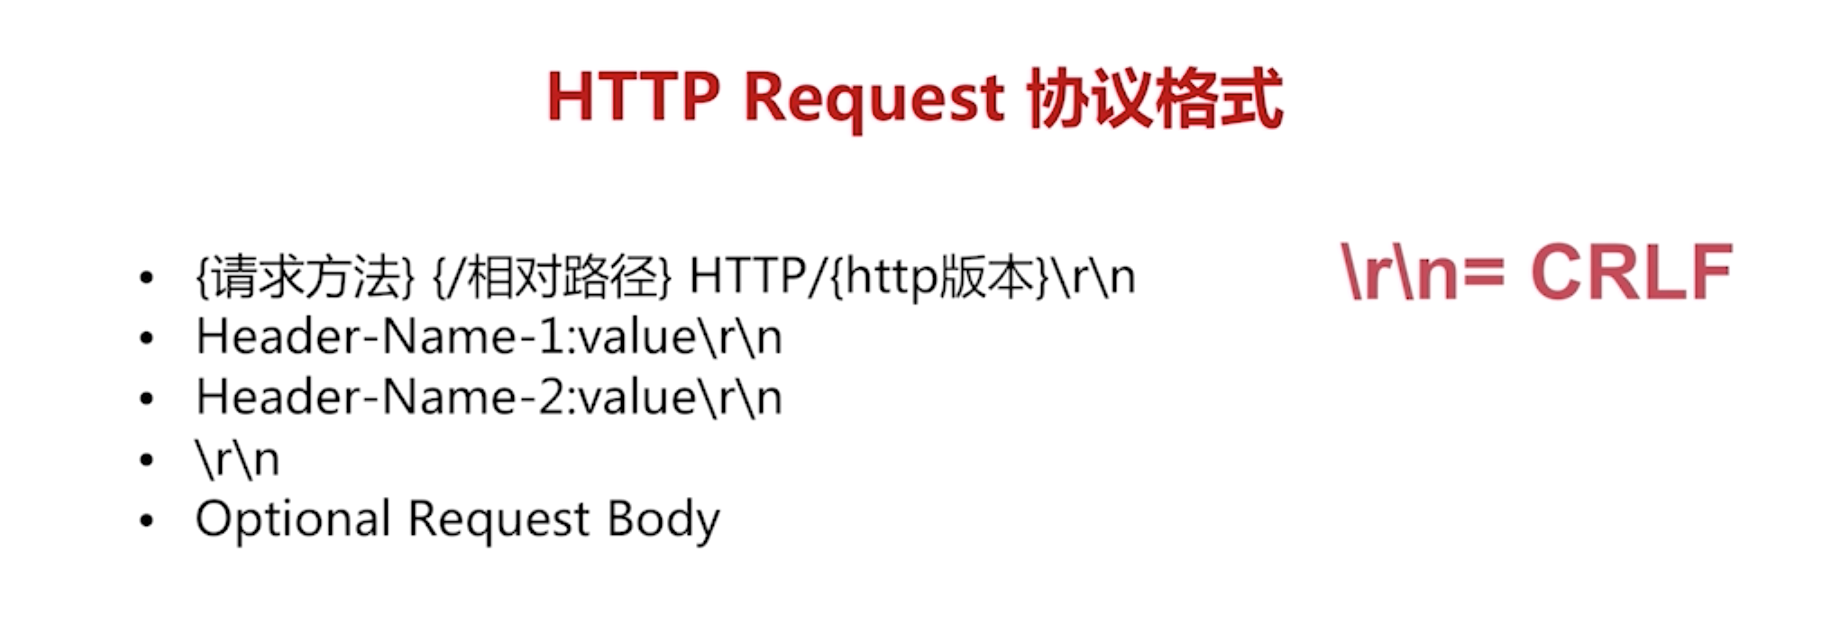 HTTP Request 协议格式
• {请求方法} {/相对路径} HTTP/{http版本}\r\n
\r\n= CRLF
• Header-Name-1:value\r\n
• Header-Name-2:value\r\n
• \r\n
• Optional Request Body